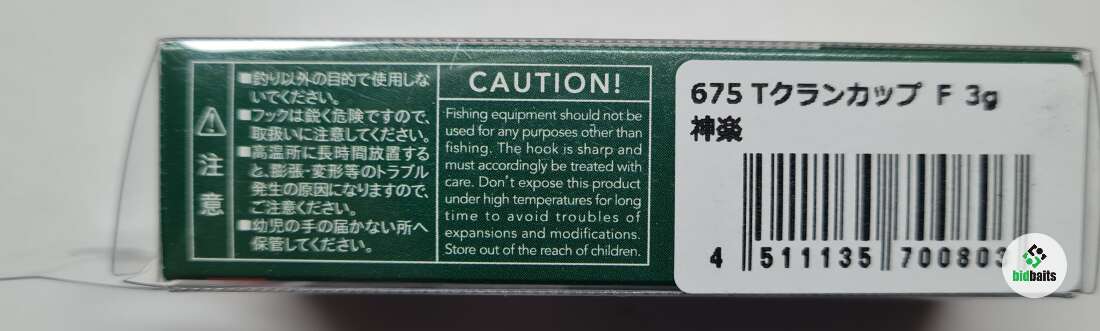 注意
■釣り以外の目的で使用しな
いでください。
■フックは鋭く危険ですので、
取扱いに注意してください。
■高温所に長時間放置する
と、膨張・変形等のトラブル
発生の原因になりますので、
ご注意ください。
■幼児の手の届かない所へ
保管してください。
CAUTION!
Fishing equipment should not be
used for any purposes other than
fishing. The hook is sharp and
must accordingly be treated with
care. Don't expose this product
under high temperatures for long
time to avoid troubles of
expansions and modifications.
Store out of the reach of children.
675 Tクランカップ F 3g
神楽
4 511135 700803
bidbaits